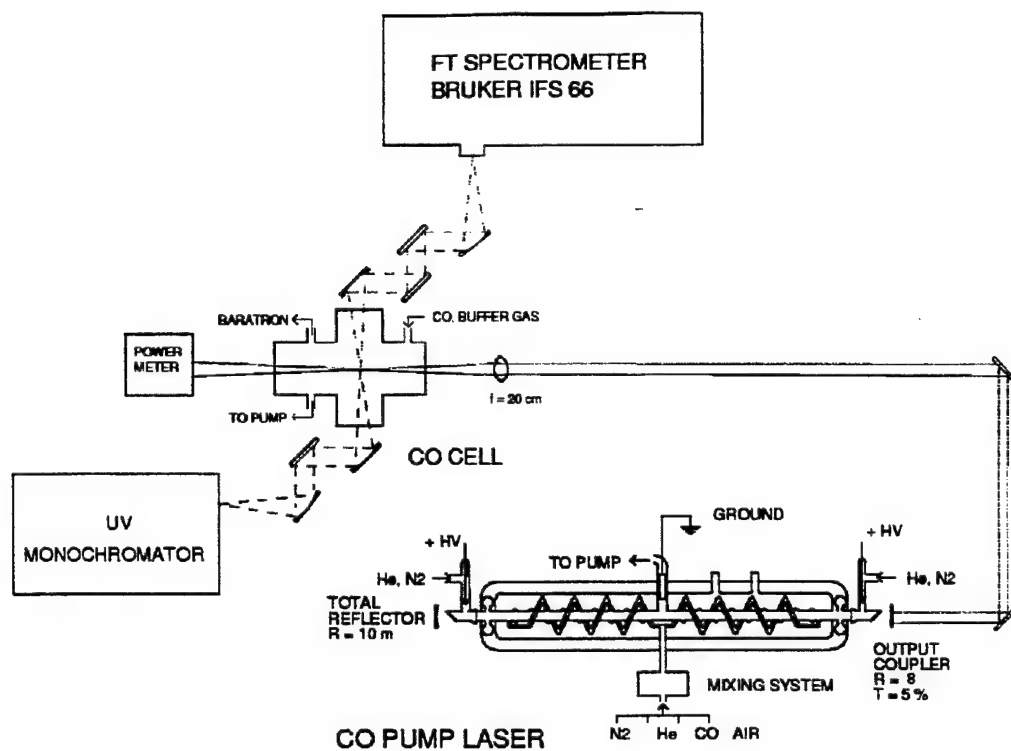 FT SPECTROMETER
BRUKER IFS 66
BARATRON
CO, BUFFER GAS
POWER
METER
f = 20 cm
TO PUMP
CO CELL
UV
MONOCHROMATOR
GROUND
+ HV
TO PUMP
+ HV
He, N2
He, N2
TOTAL
REFLECTOR
R = 10 m
OUTPUT
COUPLER
R = 8
T = 5 %
MIXING SYSTEM
N2 He CO AIR
CO PUMP LASER